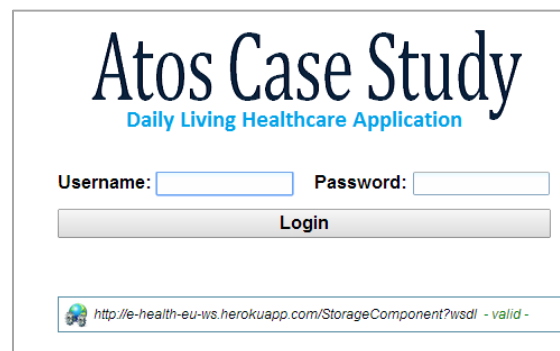 Atos Case Study
Daily Living Healthcare Application
Username: Password:
Login
http://e-health-eu-ws.herokuapp.com/StorageComponent?wsdl - valid -